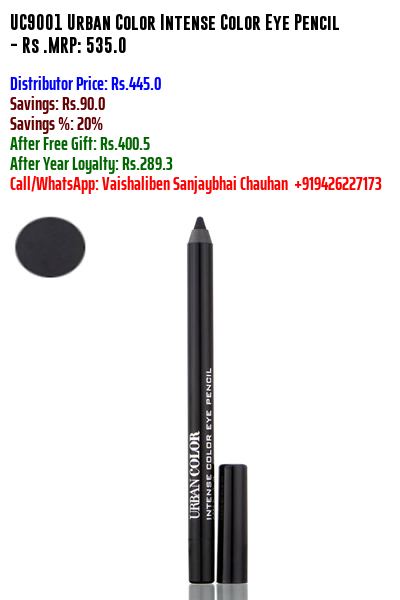 UC9001 Urban Color Intense Color Eye Pencil
- Rs .MRP: 535.0
Distributor Price: Rs.445.0
Savings: Rs.90.0
Savings %: 20%
After Free Gift: Rs.400.5
After Year Loyalty: Rs.289.3
Call/WhatsApp: Vaishaliben Sanjaybhai Chauhan +919426227173
URBAN COLOR
INTENSE COLOR EYE PENCIL